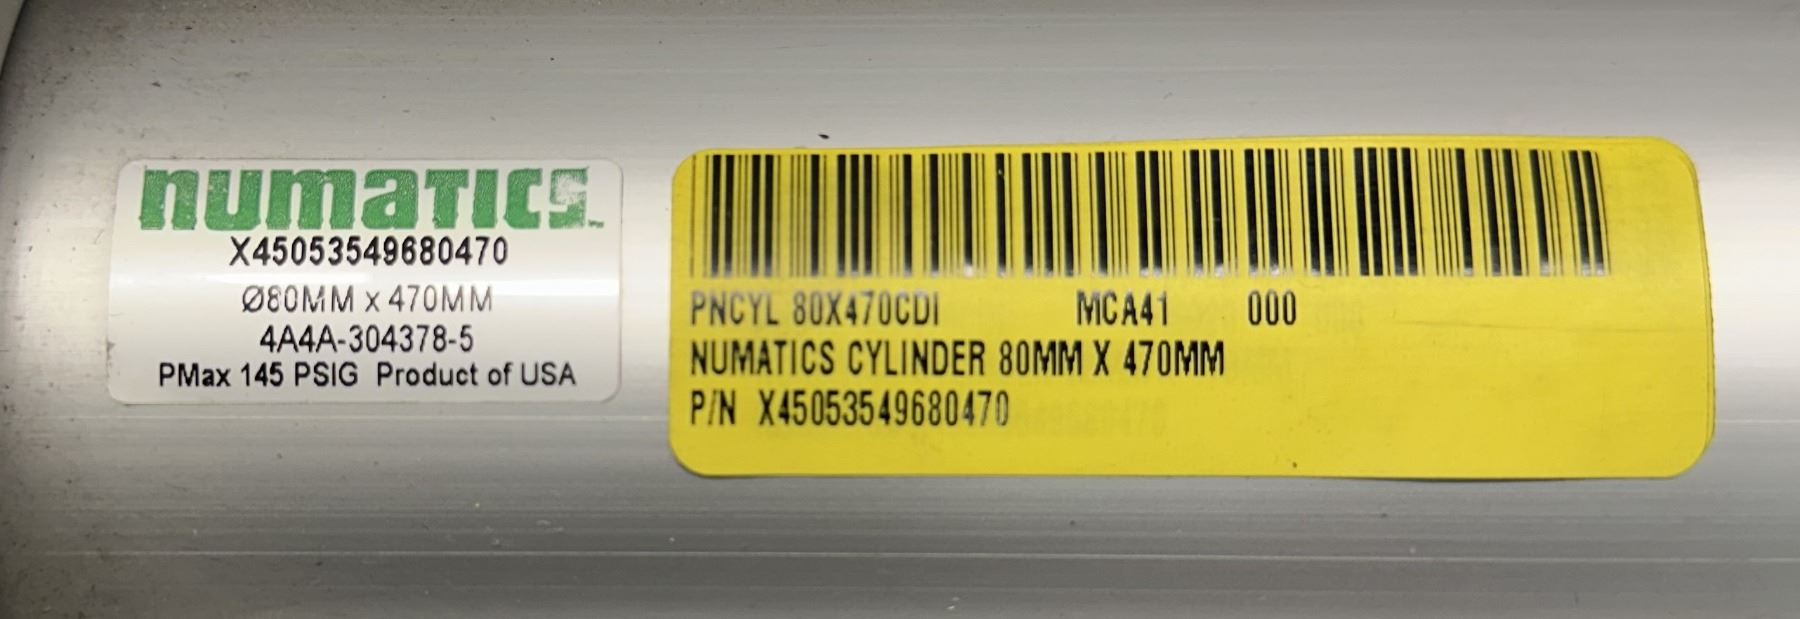 numatics
X45053549680470
Ø80MM x 470MM
4A4A-304378-5
PMax 145 PSIG Product of USA
PNCYL 80X470CDI MCA41 000
NUMATICS CYLINDER 80MM X 470MM
P/N X45053549680470